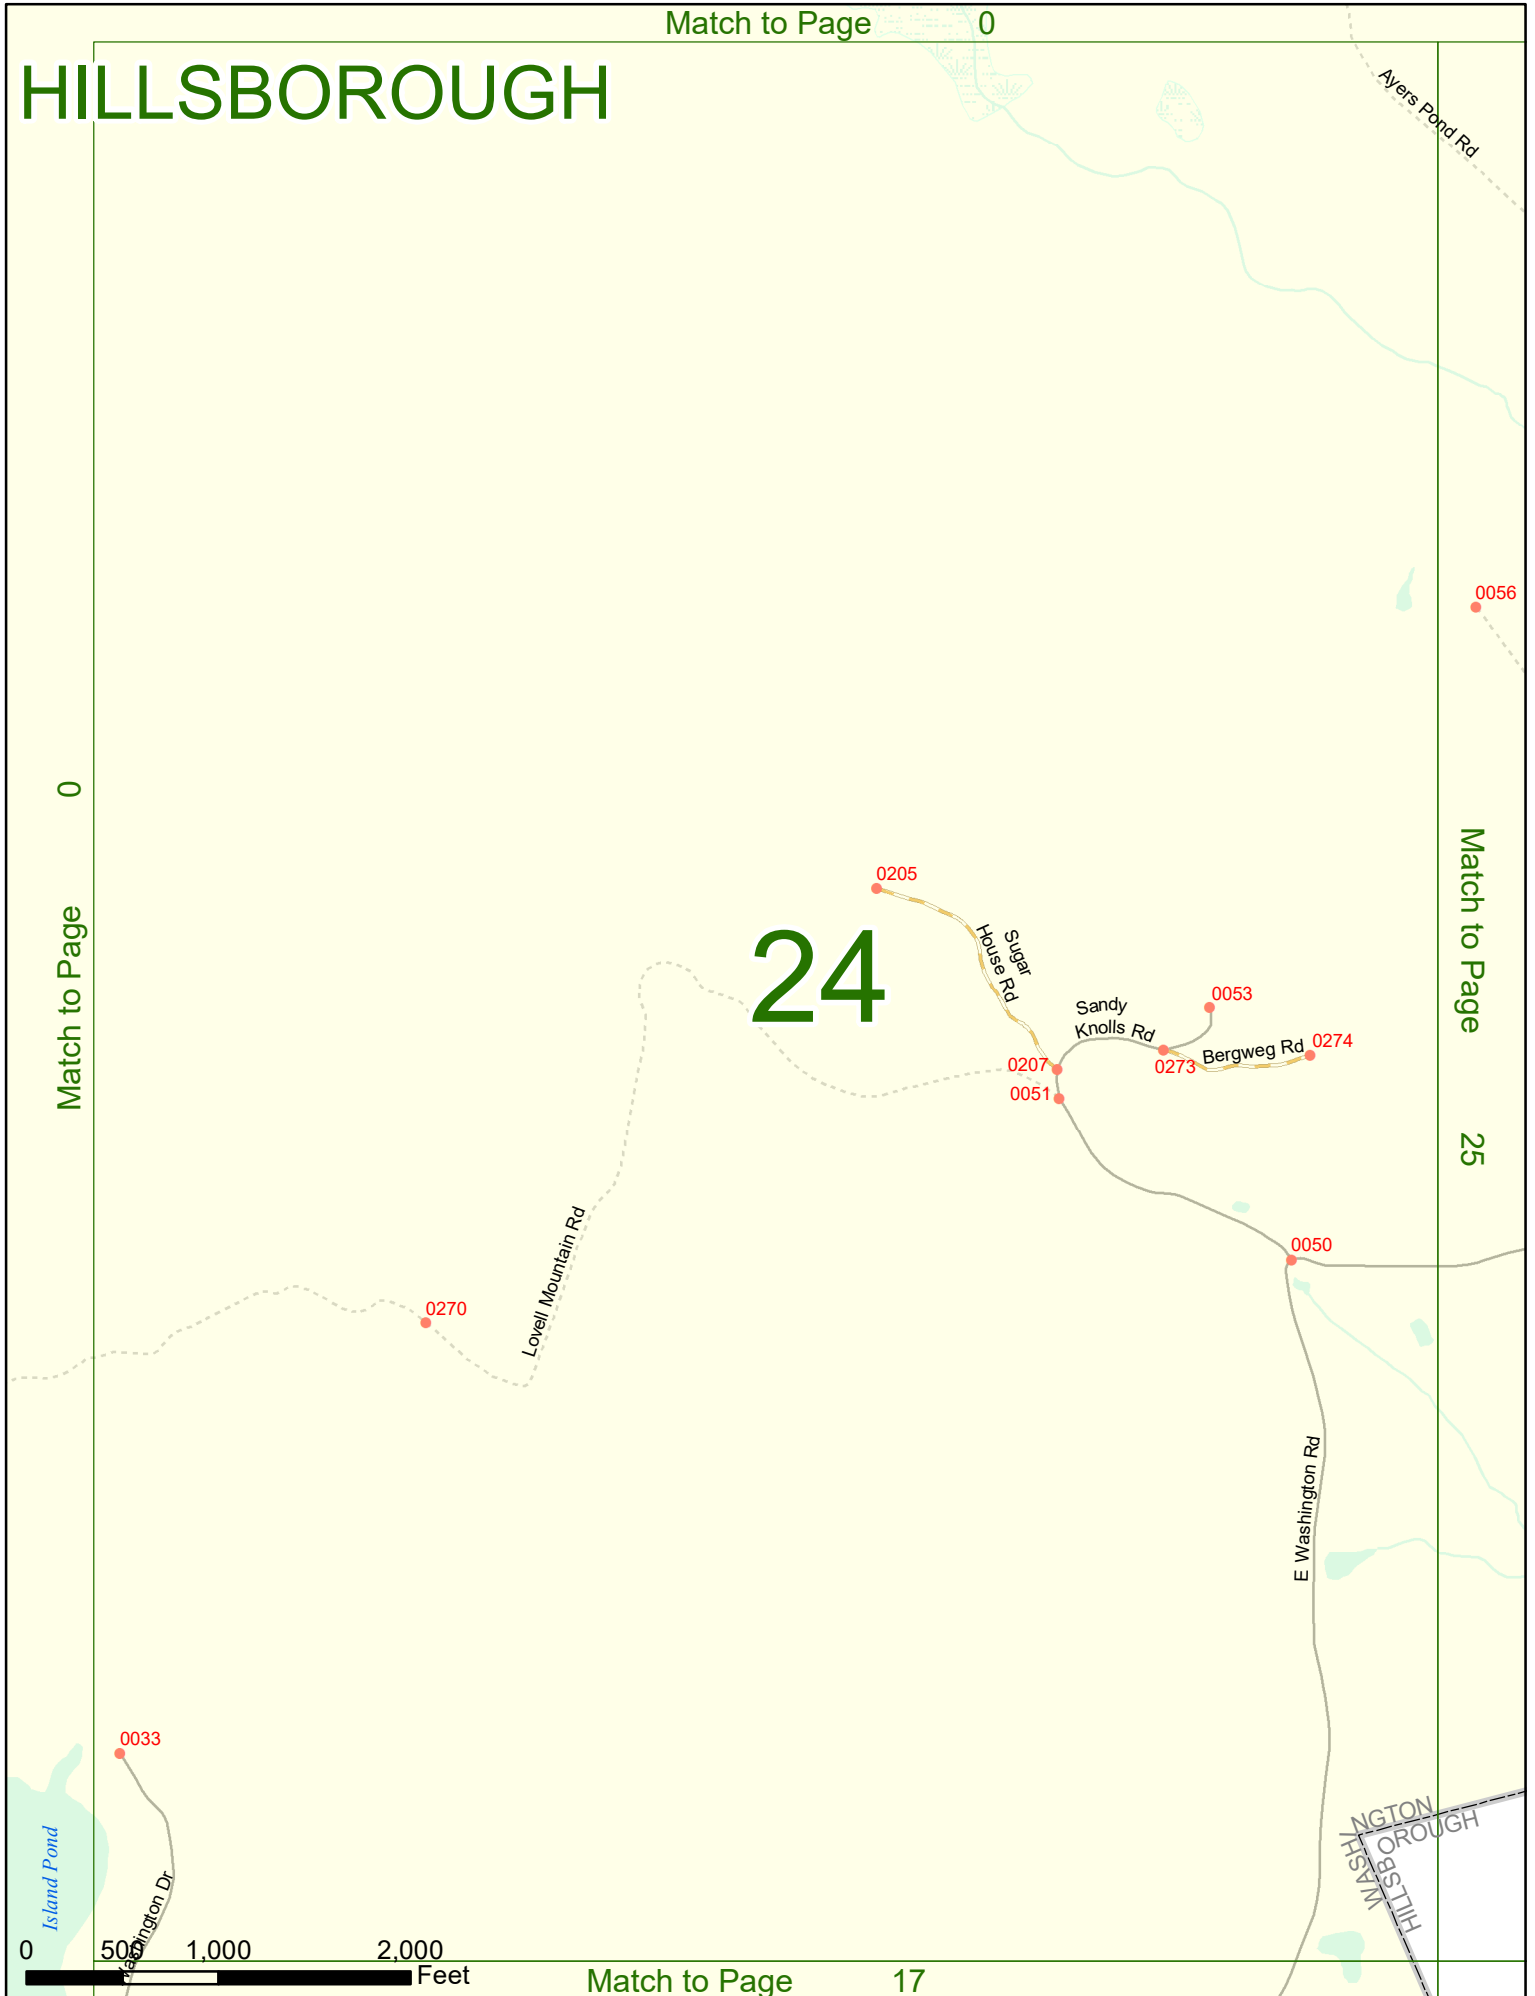 Match to Page 0
HILLSBOROUGH
Ayers Pond Rd
0056
Match to Page 0
Match to Page 25
0205
24
Sugar
House Rd
0053
Sandy
Knolls Rd
0274
Bergweg Rd
0273
0207
0051
0050
Lovell Mountain Rd
0270
E Washington Rd
0033
WASHINGTON
HILLSBOROUGH
Island Pond
Washington Dr
0 500 1,000 2,000
Feet
Match to Page 17